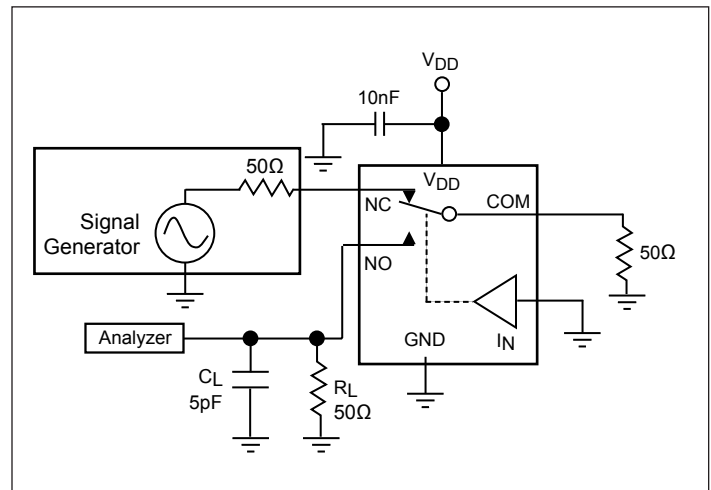 VDD
10nF
50Ω
VDD
NC
COM
Signal
Generator
50Ω
NO
Analyzer
GND
IN
CL
5pF
RL
50Ω